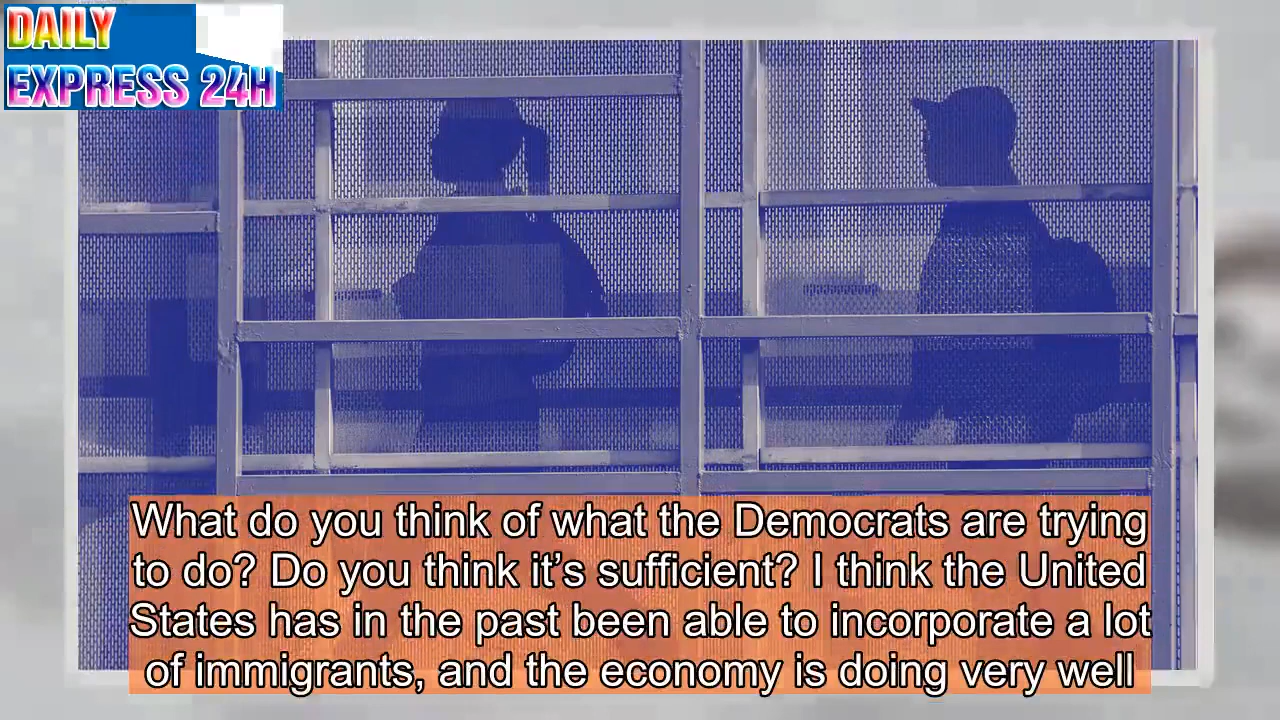 DAILY
EXPRESS 24H
What do you think of what the Democrats are trying
to do? Do you think it’s sufficient? I think the United
States has in the past been able to incorporate a lot
of immigrants, and the economy is doing very well